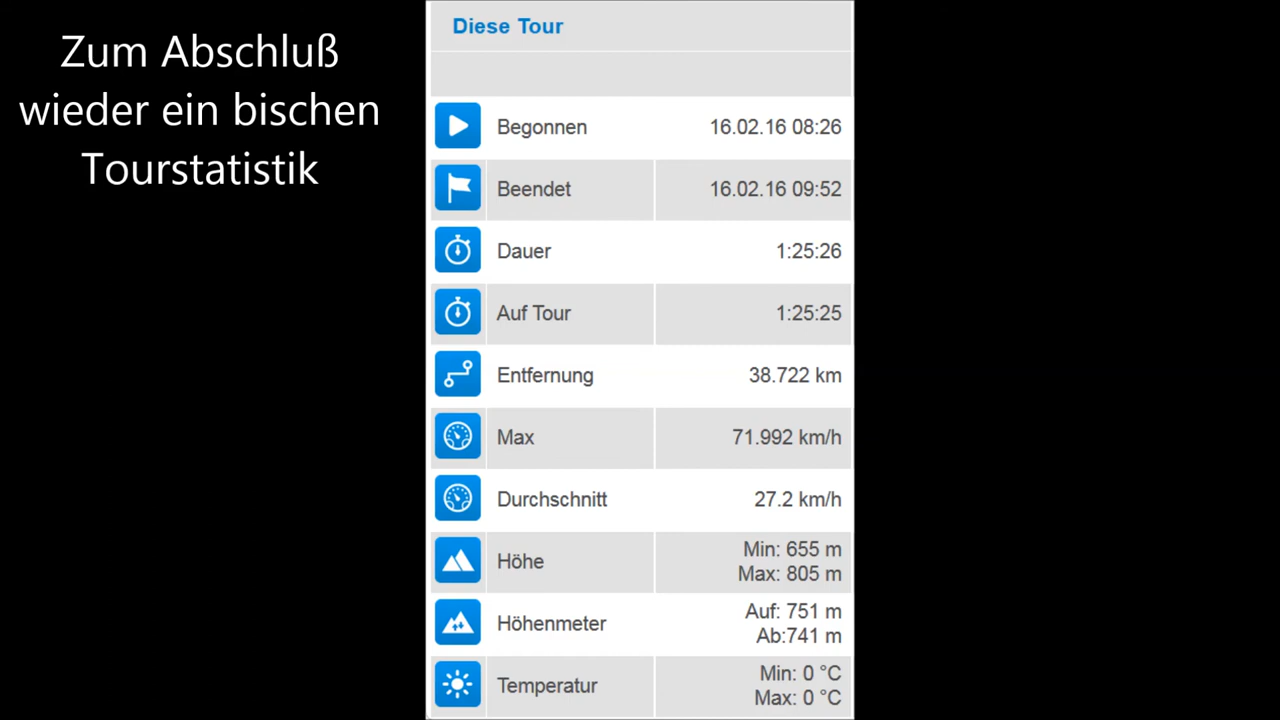 Zum Abschluß
wieder ein bischen
Tourstatistik
Diese Tour
Begonnen 16.02.16 08:26
Beendet 16.02.16 09:52
Dauer 1:25:26
Auf Tour 1:25:25
Entfernung 38.722 km
Max 71.992 km/h
Durchschnitt 27.2 km/h
Höhe Min: 655 m
Max: 805 m
Höhenmeter Auf: 751 m
Ab:741 m
Temperatur Min: 0 °C
Max: 0 °C